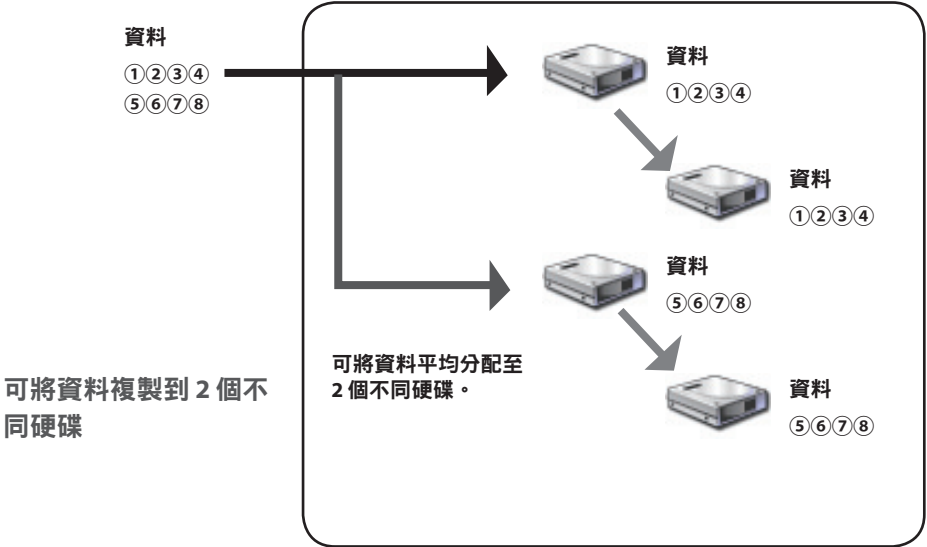 資料
①②③④
⑤⑥⑦⑧
資料
①②③④
資料
①②③④
資料
⑤⑥⑦⑧
可將資料平均分配至
2 個不同硬碟。
可將資料複製到 2 個不
同硬碟
資料
⑤⑥⑦⑧